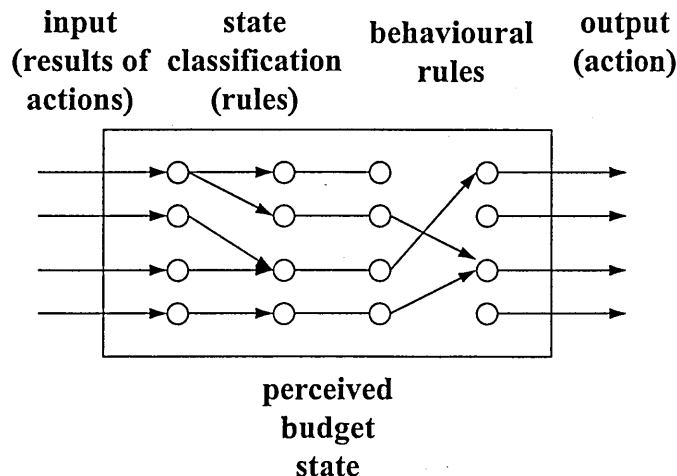 input
(results of
actions)
state
classification
(rules)
behavioural
rules
output
(action)
perceived
budget
state